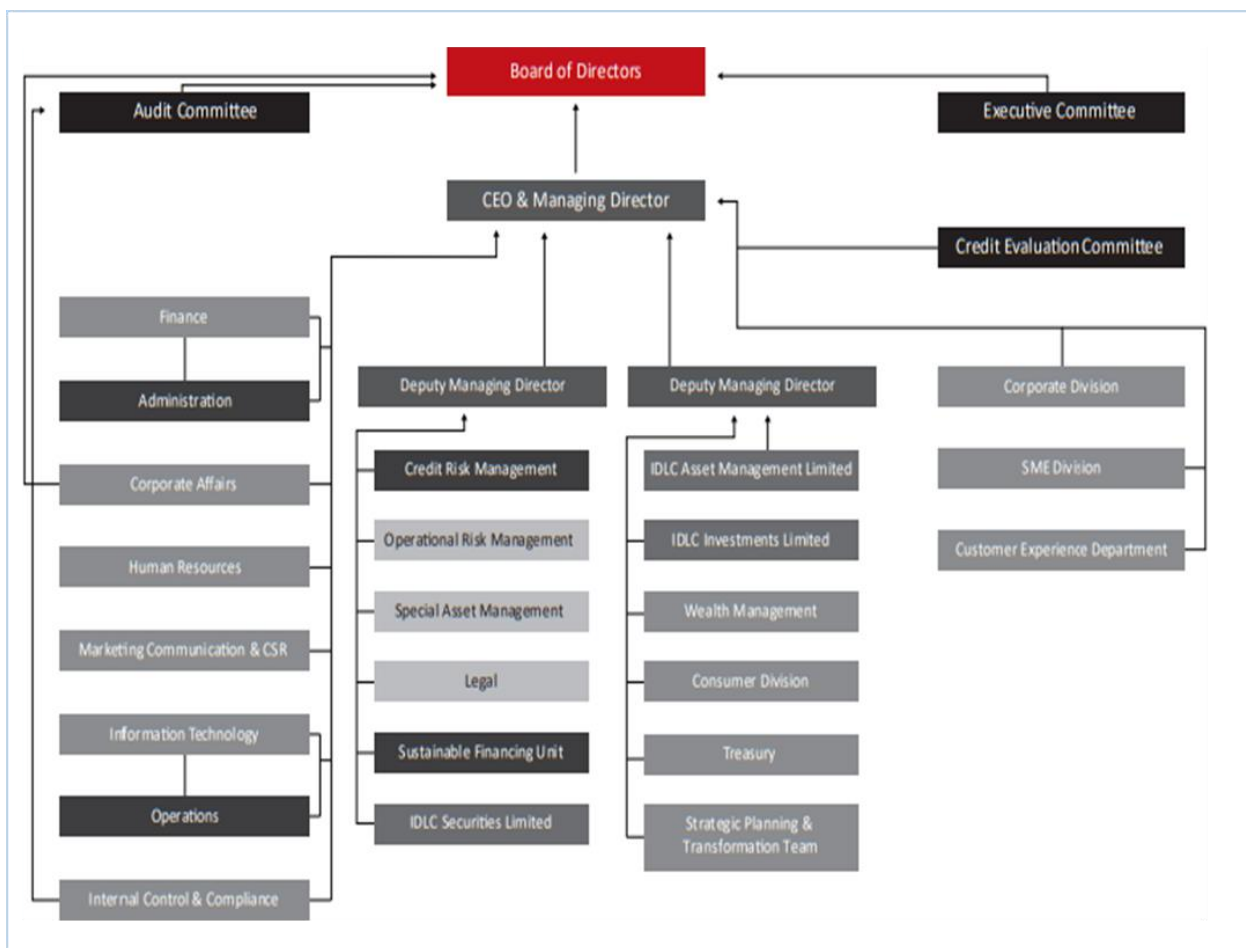 Board of Directors
Audit Committee
Executive Committee
CEO & Managing Director
Credit Evaluation Committee
Finance
Administration
Corporate Affairs
Human Resources
Marketing Communication & CSR
Information Technology
Operations
Internal Control & Compliance
Deputy Managing Director
Credit Risk Management
Operational Risk Management
Special Asset Management
Legal
Sustainable Financing Unit
IDLC Securities Limited
Deputy Managing Director
IDLC Asset Management Limited
IDLC Investments Limited
Wealth Management
Consumer Division
Treasury
Strategic Planning &
Transformation Team
Corporate Division
SME Division
Customer Experience Department